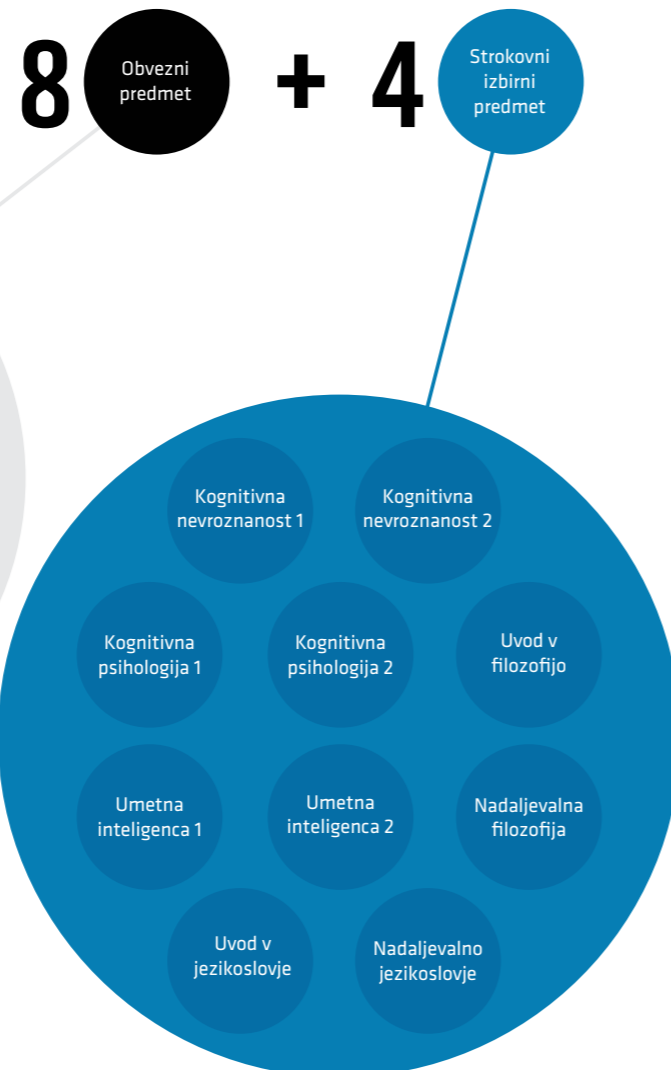 8
Obvezni
predmet
+
4
Strokovni
izbirni
predmet
Kognitivna
nevroznanost 1
Kognitivna
nevroznanost 2
Kognitivna
psihologija 1
Kognitivna
psihologija 2
Uvod v
filozofijo
Umetna
inteligenca 1
Umetna
inteligenca 2
Nadaljevalna
filozofija
Uvod v
jezikoslovje
Nadaljevalno
jezikoslovje